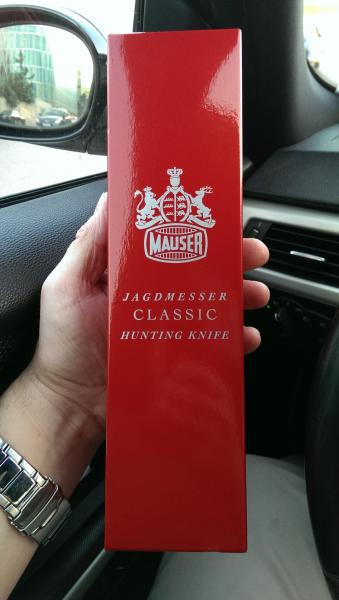 MAUSER
JAGDMESSER
CLASSIC
HUNTING KNIFE